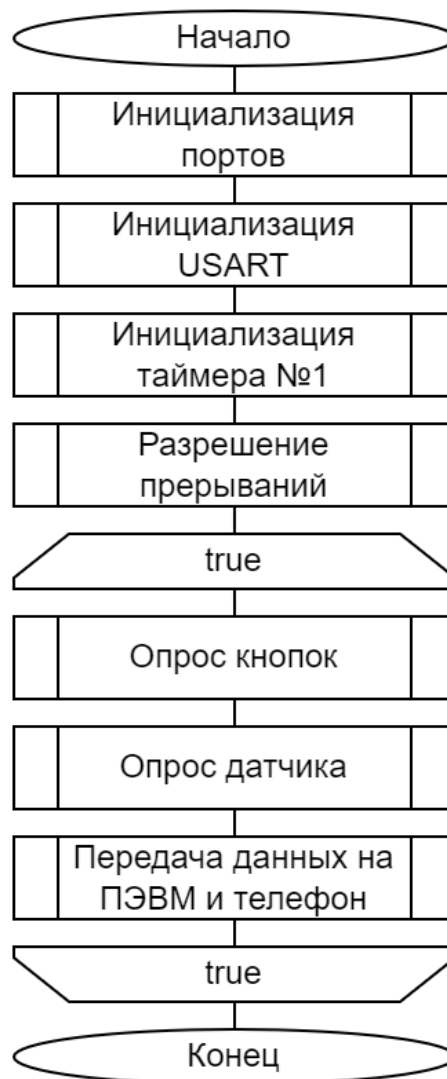 Начало
Инициализация
портов
Инициализация
USART
Инициализация
таймера №1
Разрешение
прерываний
true
Опрос кнопок
Опрос датчика
Передача данных на
ПЭВМ и телефон
true
Конец